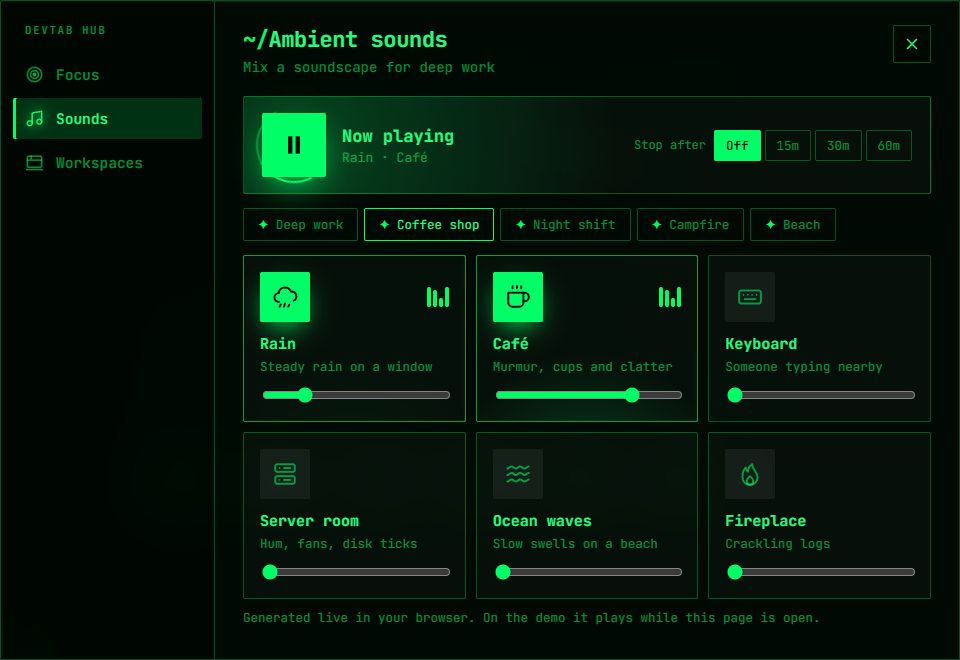 DEVTAB HUB
Focus
Sounds
Workspaces
~/Ambient sounds
Mix a soundscape for deep work
Now playing
Rain · Café
Stop after Off 15m 30m 60m
✦ Deep work ✦ Coffee shop ✦ Night shift ✦ Campfire ✦ Beach
Rain
Steady rain on a window
Café
Murmur, cups and clatter
Keyboard
Someone typing nearby
Server room
Hum, fans, disk ticks
Ocean waves
Slow swells on a beach
Fireplace
Crackling logs
Generated live in your browser. On the demo it plays while this page is open.